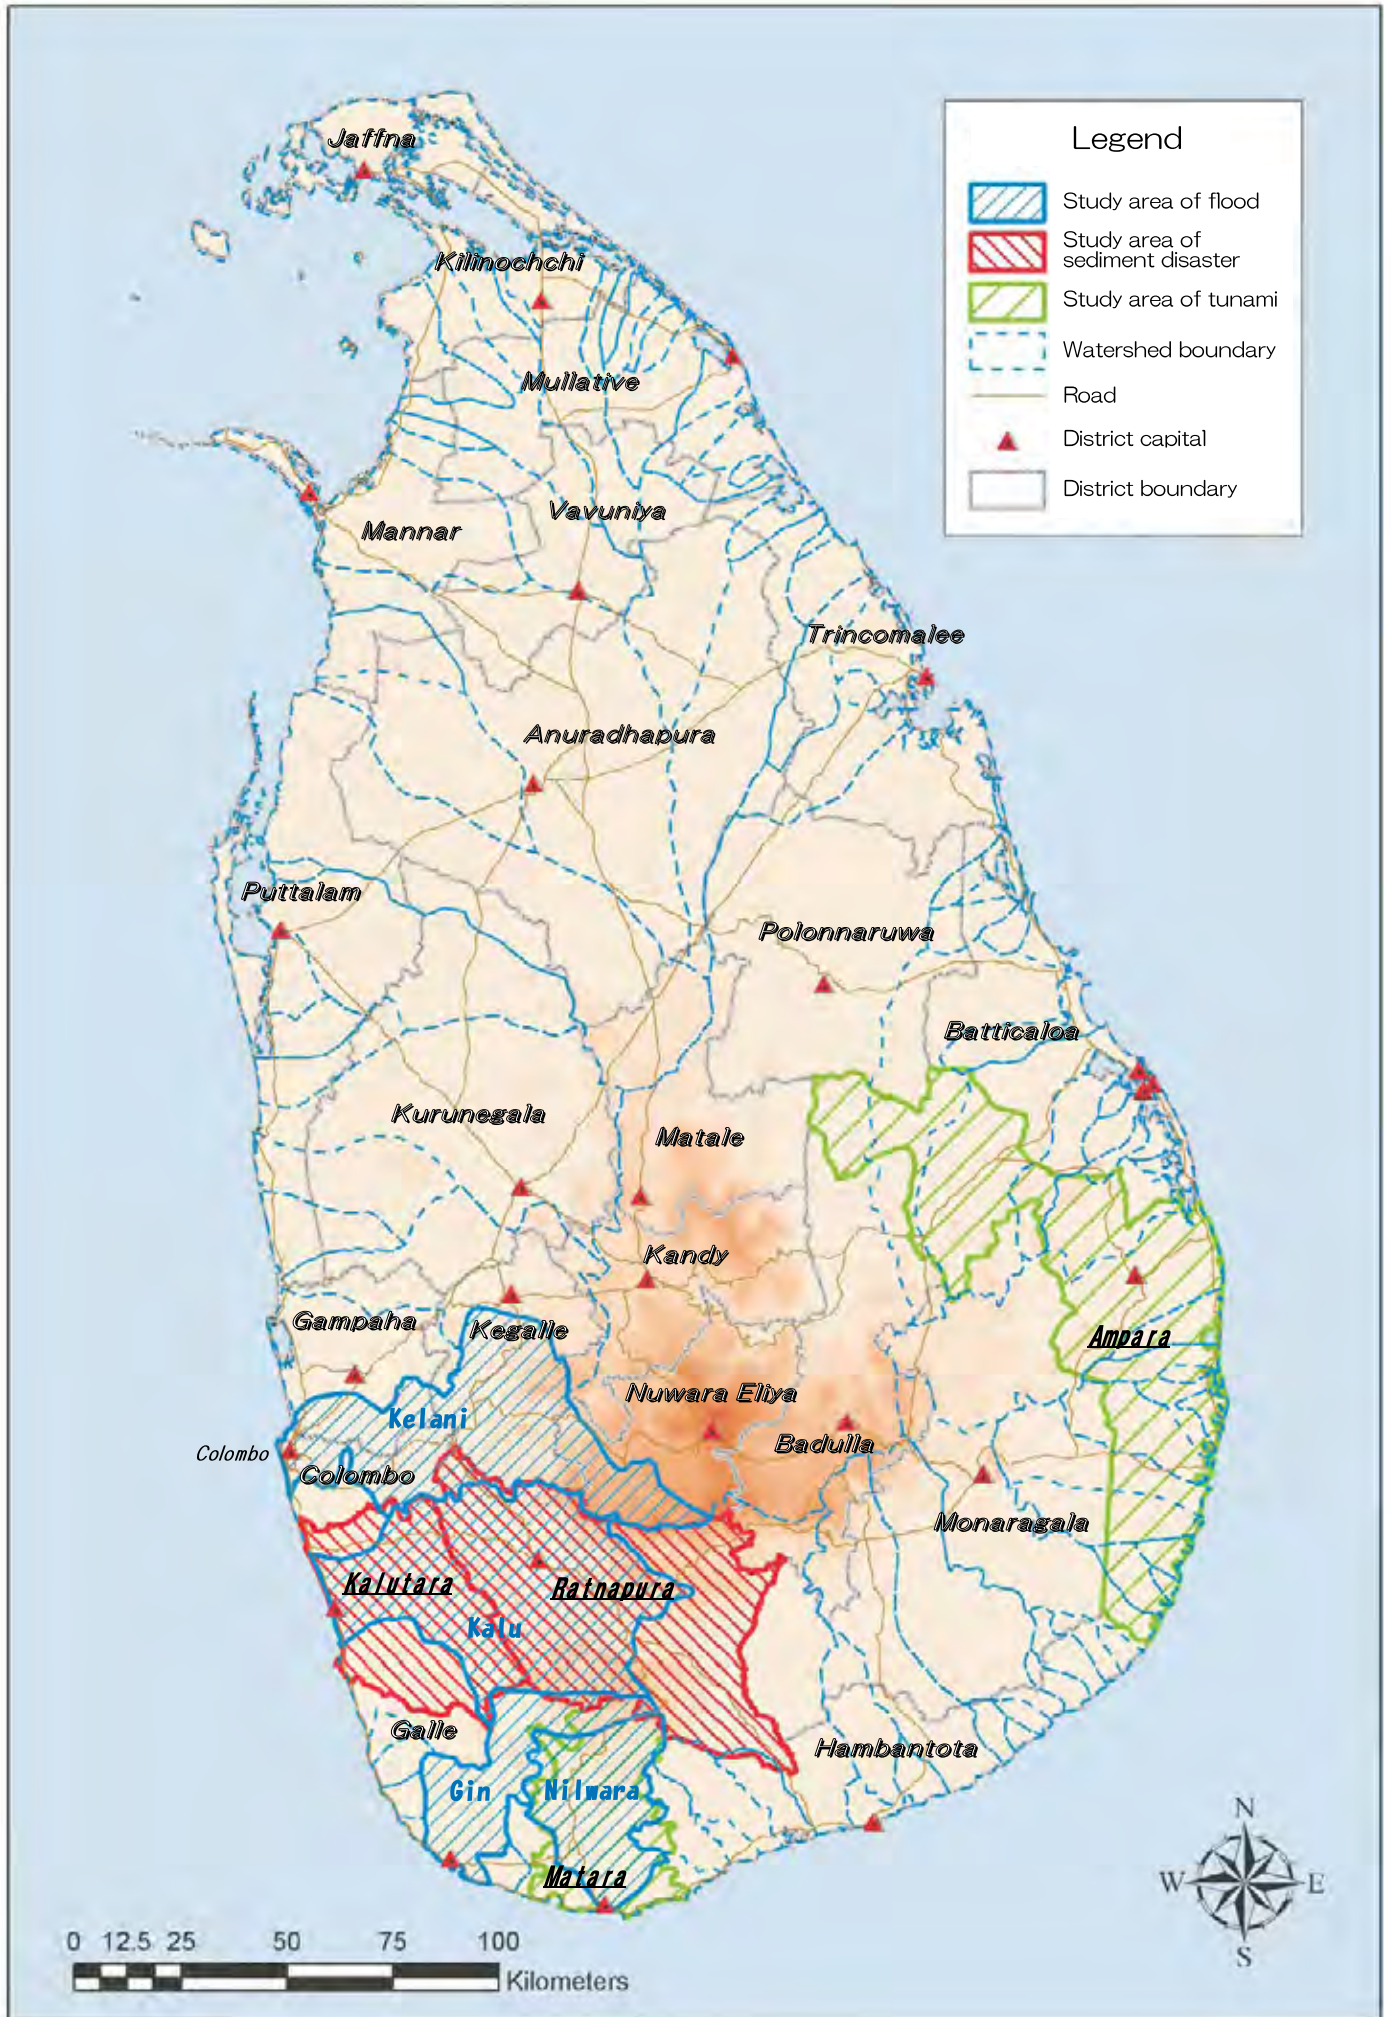 Jaffna
Legend
Study area of flood
Study area of
sediment disaster
Study area of tunami
Watershed boundary
Road
District capital
District boundary
Kilinochchi
Mullative
Vavuniya
Mannar
Trincomalee
Anuradhapura
Puttalam
Polonnaruwa
Batticaloa
Kurunegala
Matale
Kandy
Gampaha
Kegalle
Ampara
Nuwara Eliya
Kelani
Badulla
Colombo
Colombo
Monaragala
Kalutara
Ratnapura
Kalu
Galle
Hambantota
Gin
Nilwara
Matara
N
W
E
S
0 12.5 25 50 75 100
Kilometers